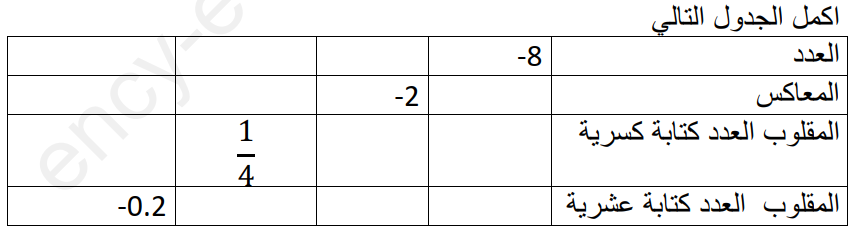 اكمل الجدول التالي
العدد -8
المعاكس -2
المقلوب العدد كتابة كسرية 1/4
المقلوب العدد كتابة عشرية -0.2
ency-e